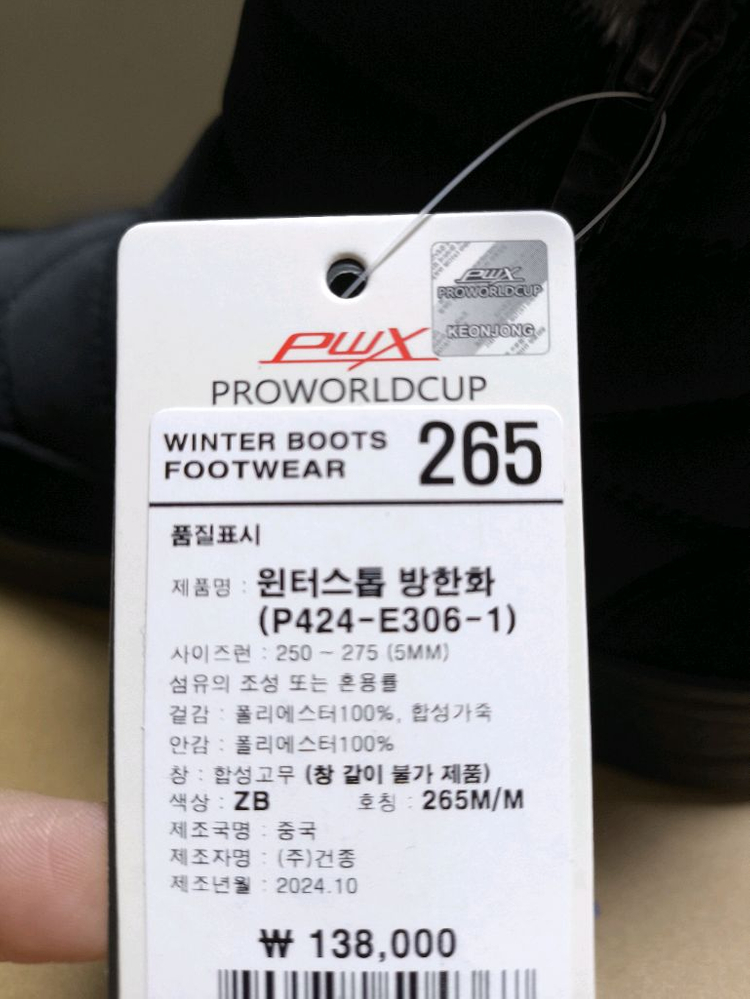 PWX
PROWORLDCUP
KEONJONG
PWX
PROWORLDCUP
WINTER BOOTS
FOOTWEAR
265
품질표시
제품명 : 윈터스톱 방한화
(P424-E306-1)
사이즈런 : 250 ~ 275 (5MM)
섬유의 조성 또는 혼용률
겉감 : 폴리에스터100%, 합성가죽
안감 : 폴리에스터100%
창 : 합성고무 (창 갈이 불가 제품)
색상 : ZB 호칭 : 265M/M
제조국명 : 중국
제조자명 : (주)건종
제조년월 : 2024.10
₩ 138,000